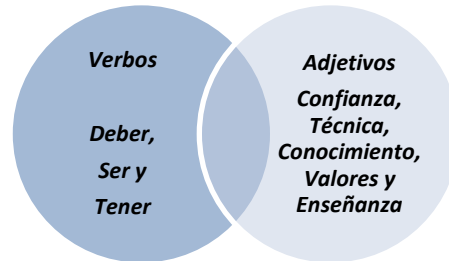 Verbos
Deber,
Ser y
Tener
Adjetivos
Confianza,
Técnica,
Conocimiento,
Valores y
Enseñanza